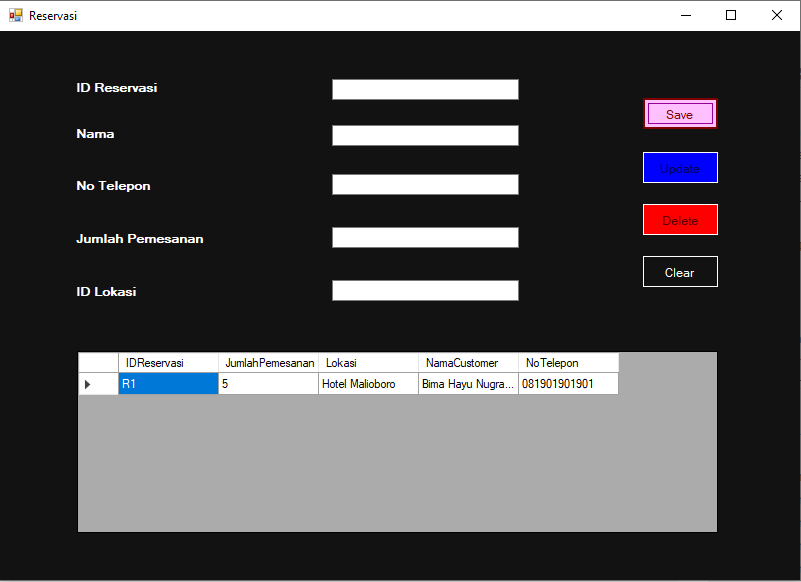 Reservasi
ID Reservasi
Save
Nama
Update
No Telepon
Delete
Jumlah Pemesanan
Clear
ID Lokasi
IDReservasi JumlahPemesanan Lokasi NamaCustomer NoTelepon
R1 5 Hotel Malioboro Bima Hayu Nugra... 081901901901